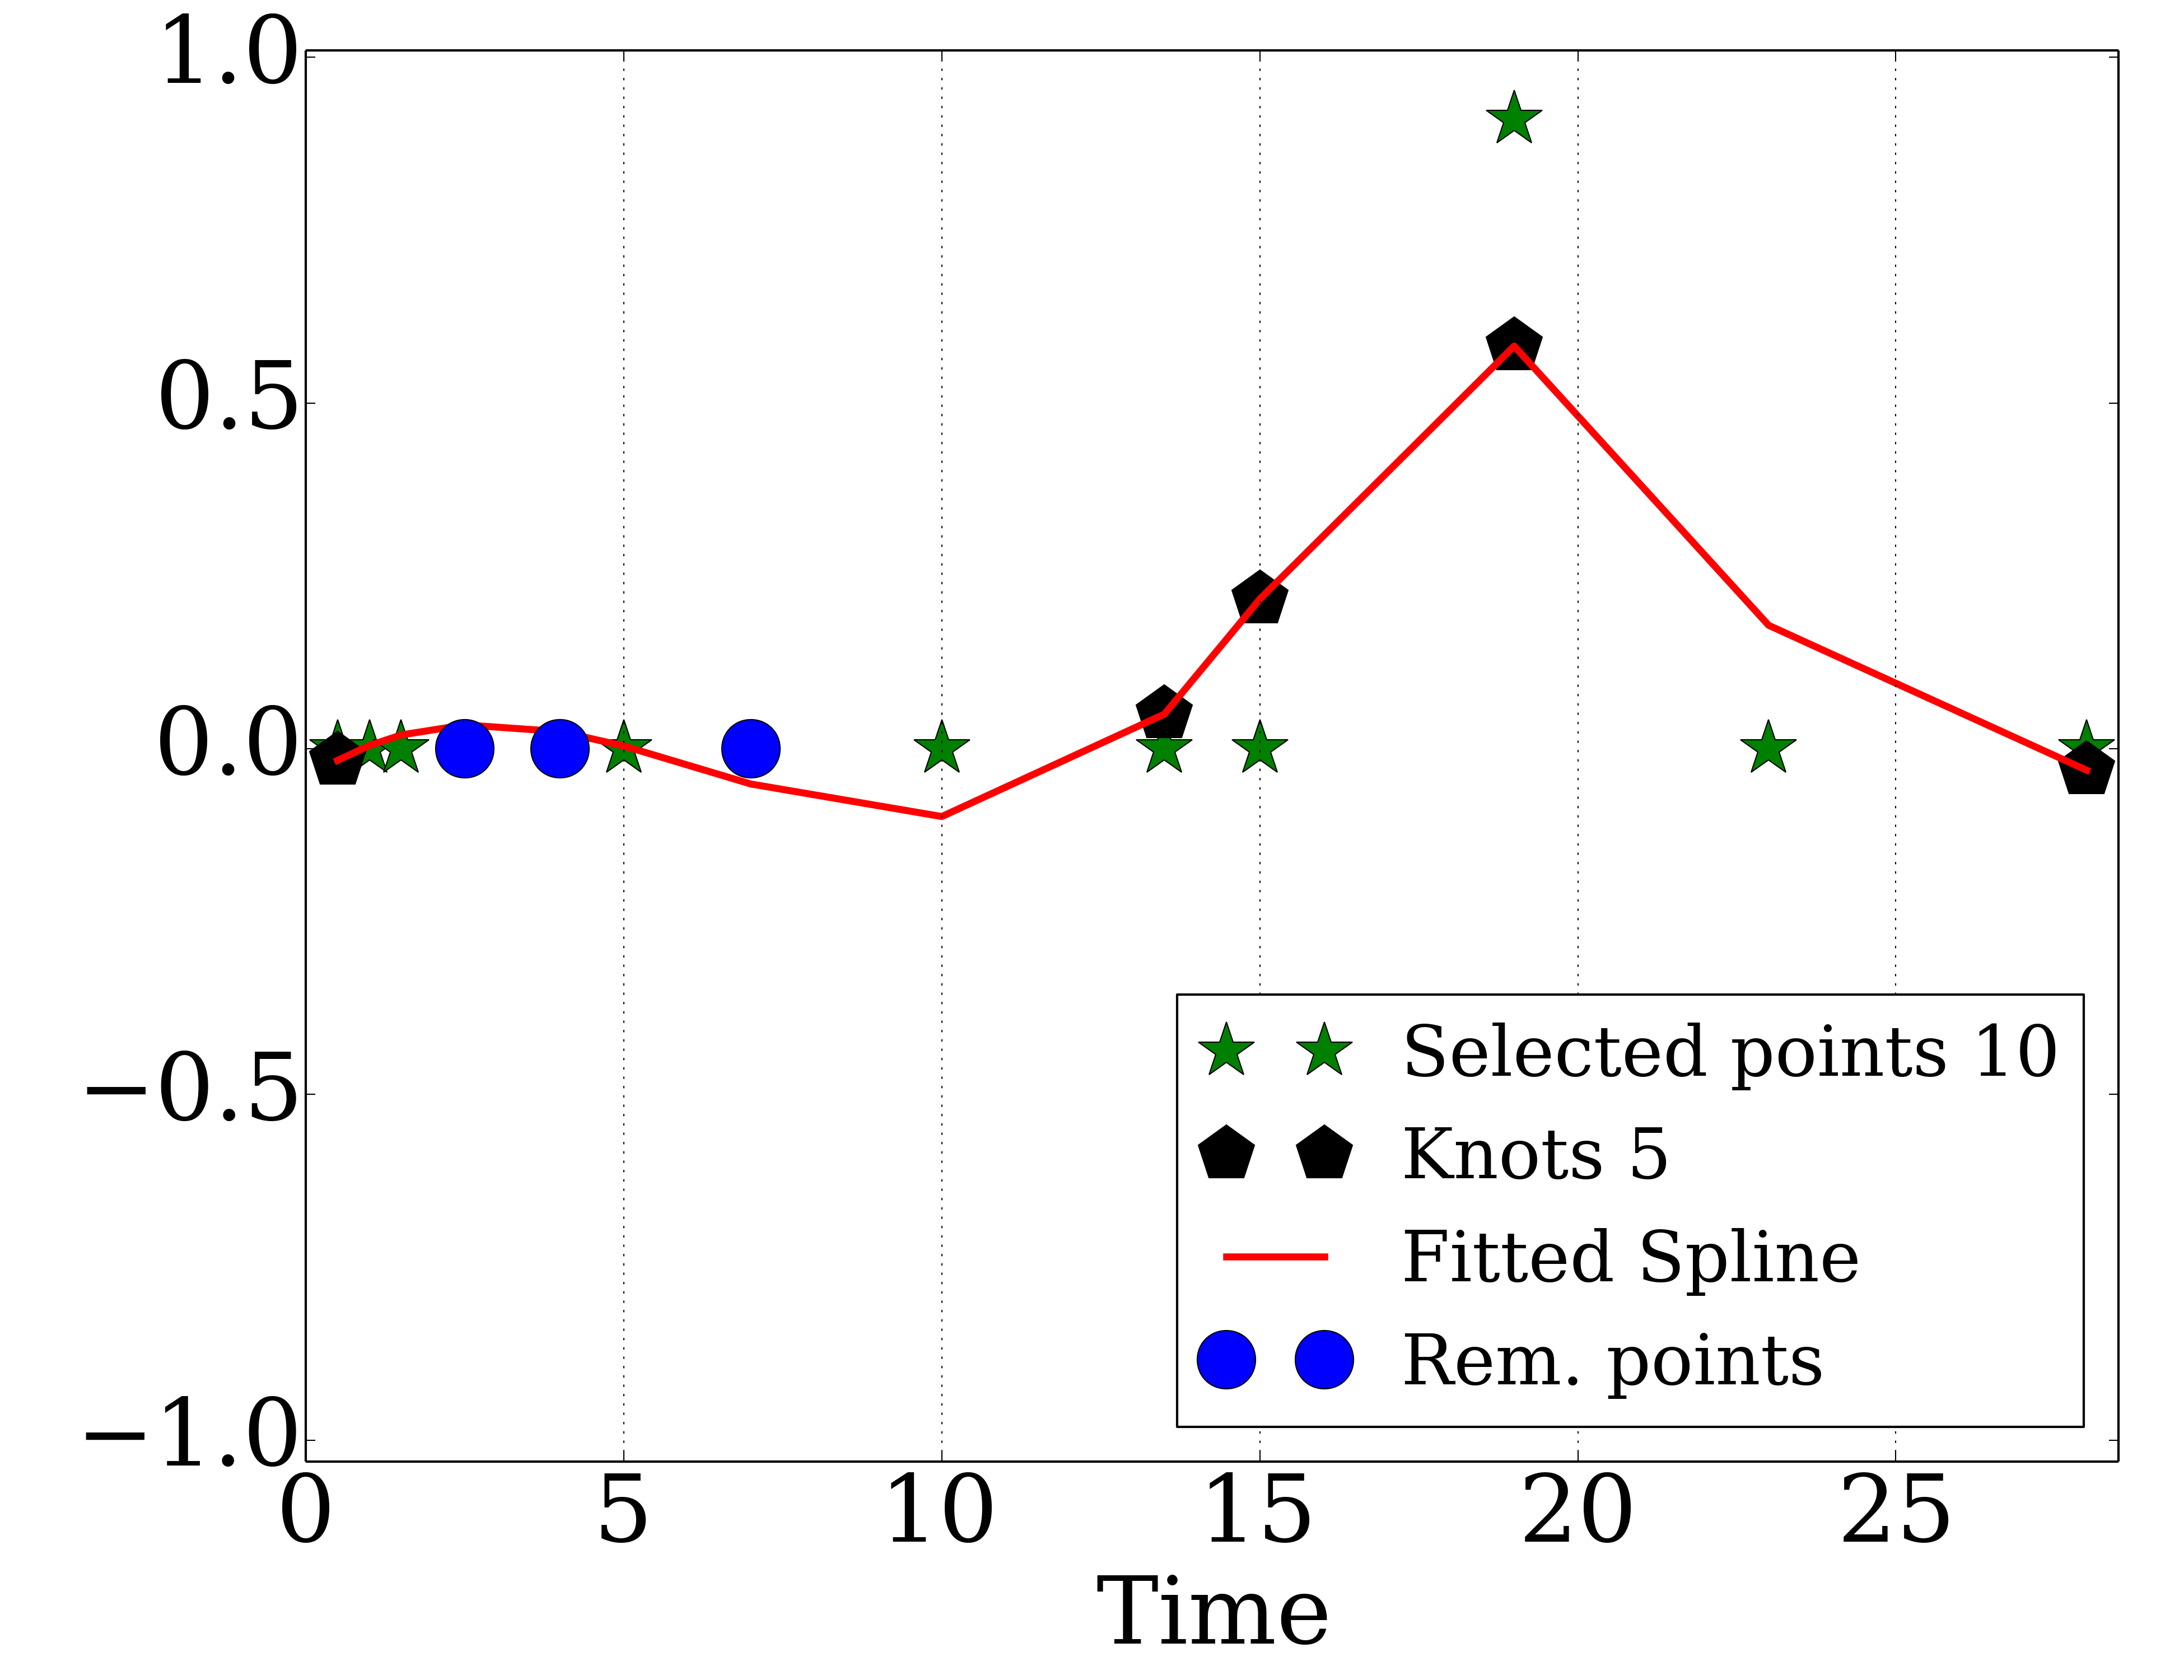 1.0
0.5
0.0
−0.5
−1.0
0 5 10 15 20 25
Time
Selected points 10
Knots 5
Fitted Spline
Rem. points